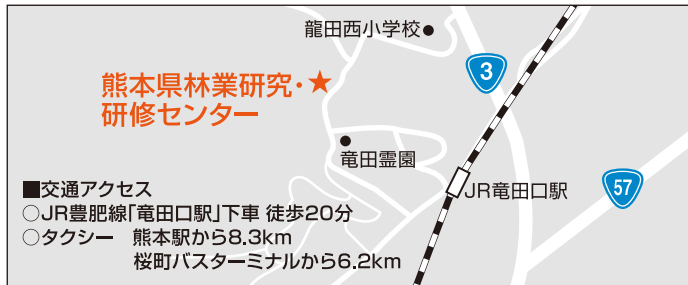 龍田西小学校
3
熊本県林業研究・
研修センター
竜田霊園
JR竜田口駅
57
■交通アクセス
○JR豊肥線「竜田口駅」下車 徒歩20分
○タクシー　熊本駅から8.3km
桜町バスターミナルから6.2km